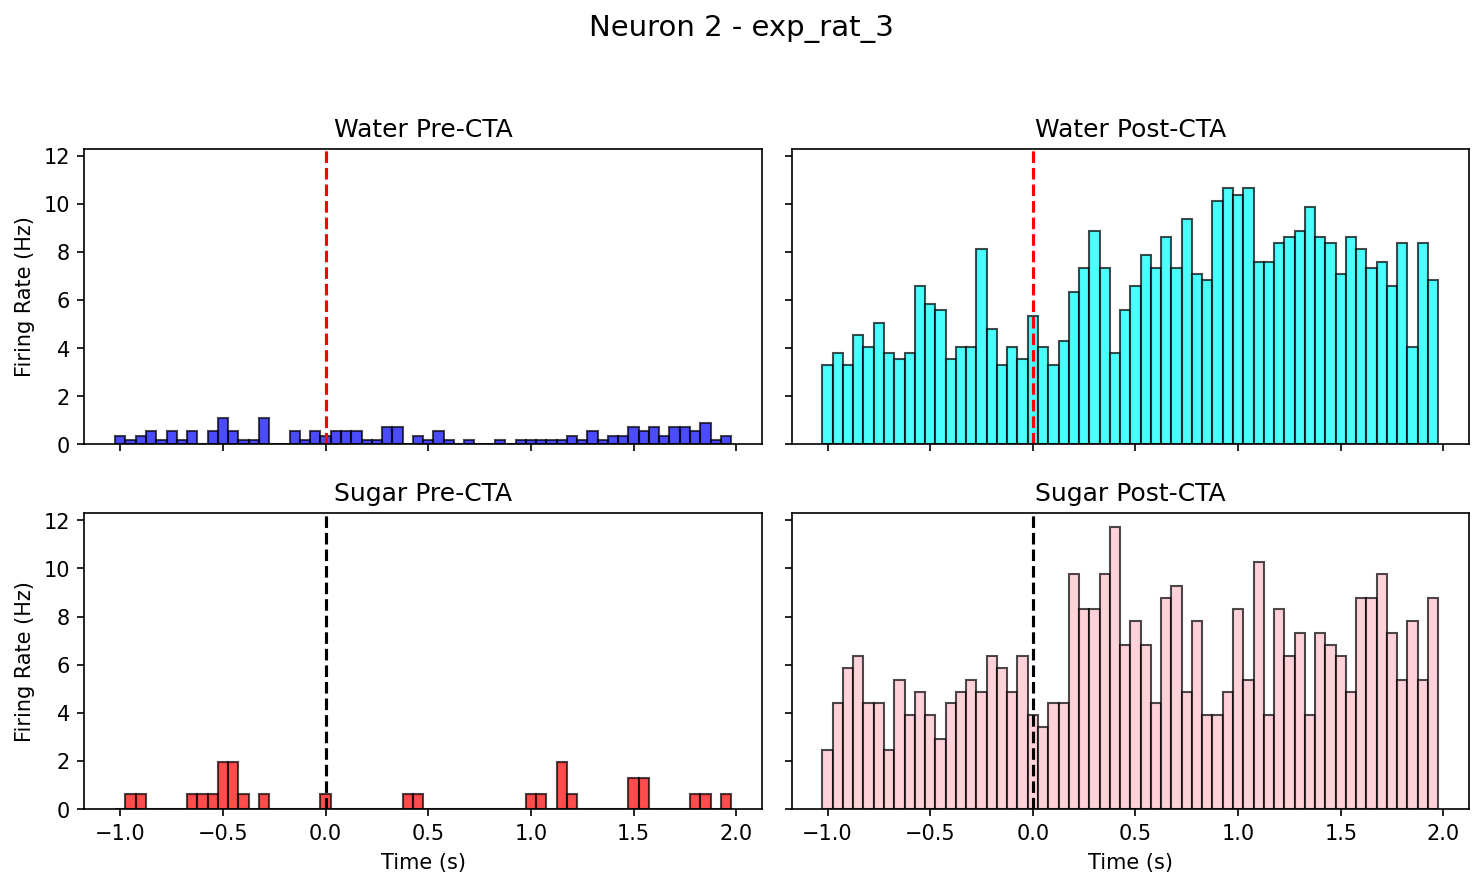 Neuron 2 - exp_rat_3
Water Pre-CTA
Water Post-CTA
12
10
8
6
4
2
0
Firing Rate (Hz)
Sugar Pre-CTA
Sugar Post-CTA
12
10
8
6
4
2
0
Firing Rate (Hz)
−1.0 −0.5 0.0 0.5 1.0 1.5 2.0
−1.0 −0.5 0.0 0.5 1.0 1.5 2.0
Time (s)
Time (s)